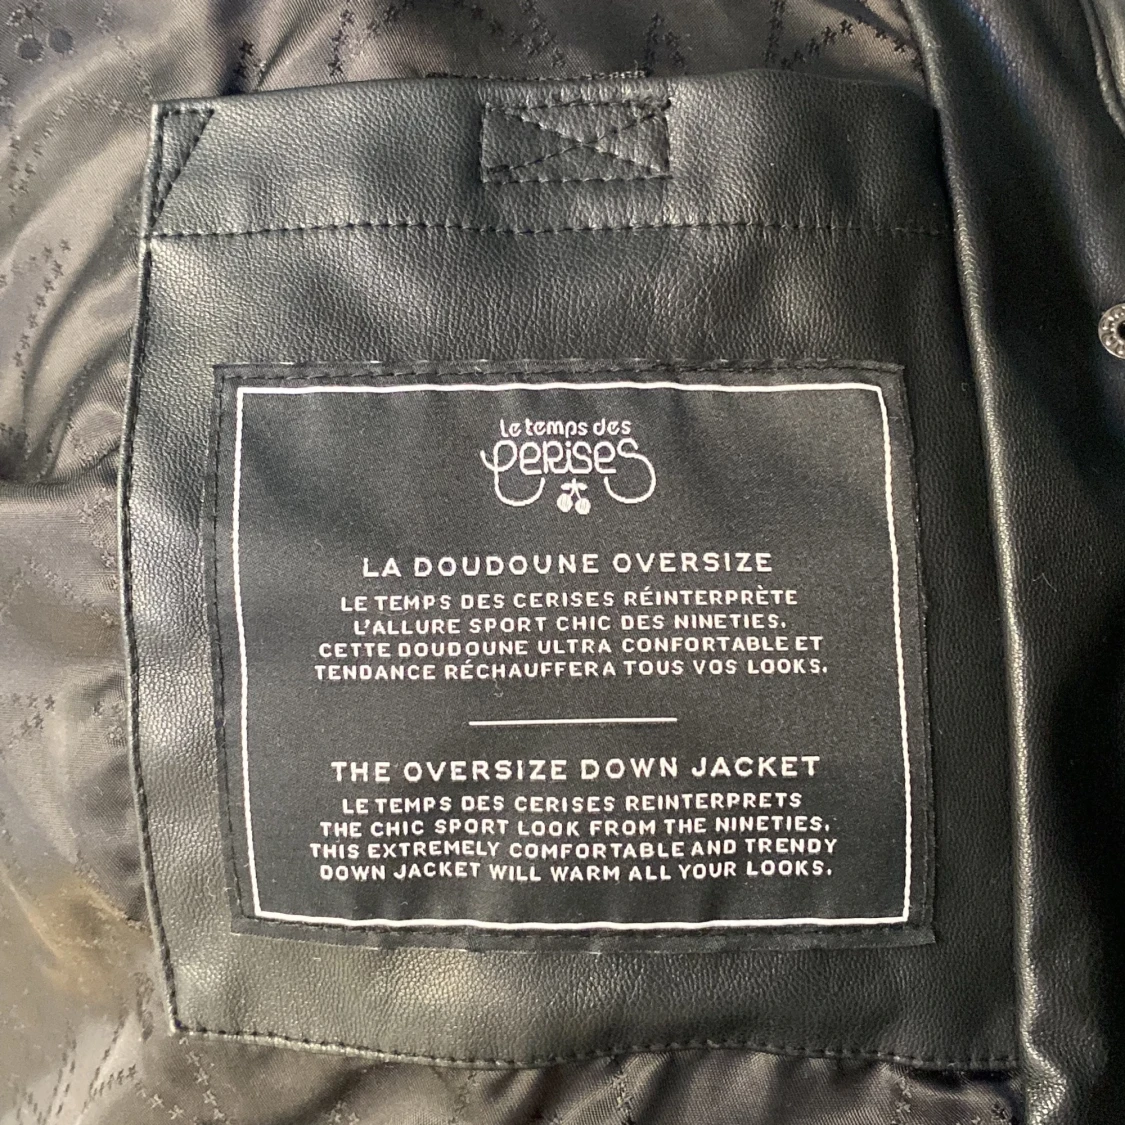 Le temps des
CERISES
LA DOUDOUNE OVERSIZE
LE TEMPS DES CERISES RÉINTERPRÈTE
L'ALLURE SPORT CHIC DES NINETIES.
CETTE DOUDOUNE ULTRA CONFORTABLE ET
TENDANCE RÉCHAUFFERA TOUS VOS LOOKS.
THE OVERSIZE DOWN JACKET
LE TEMPS DES CERISES REINTERPRETS
THE CHIC SPORT LOOK FROM THE NINETIES.
THIS EXTREMELY COMFORTABLE AND TRENDY
DOWN JACKET WILL WARM ALL YOUR LOOKS.